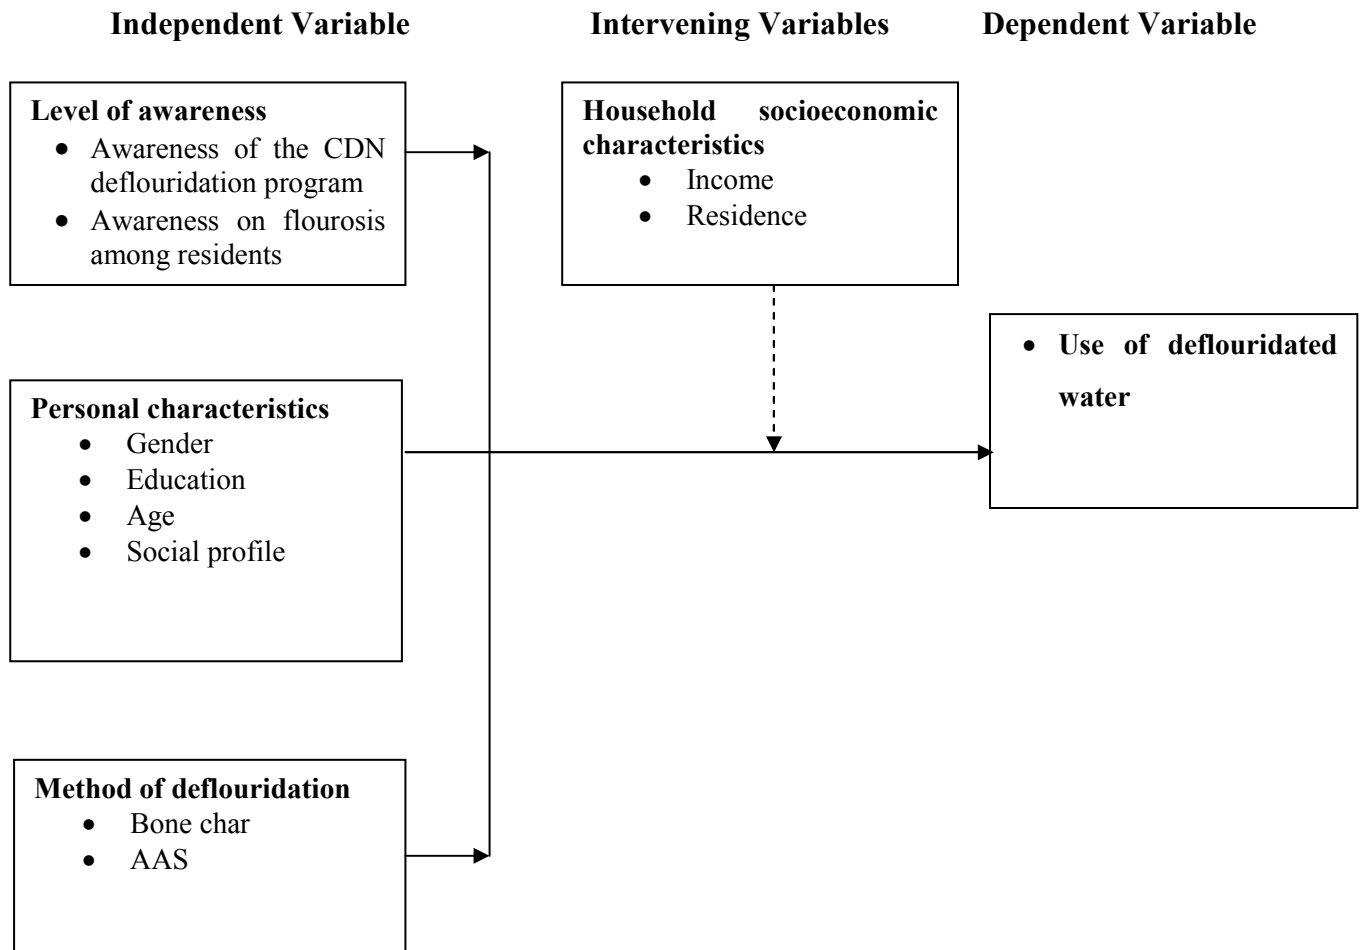 Independent Variable
Intervening Variables
Dependent Variable
Level of awareness
• Awareness of the CDN
deflouridation program
• Awareness on flourosis
among residents
Household socioeconomic
characteristics
• Income
• Residence
• Use of deflouridated
water
Personal characteristics
• Gender
• Education
• Age
• Social profile
Method of deflouridation
• Bone char
• AAS